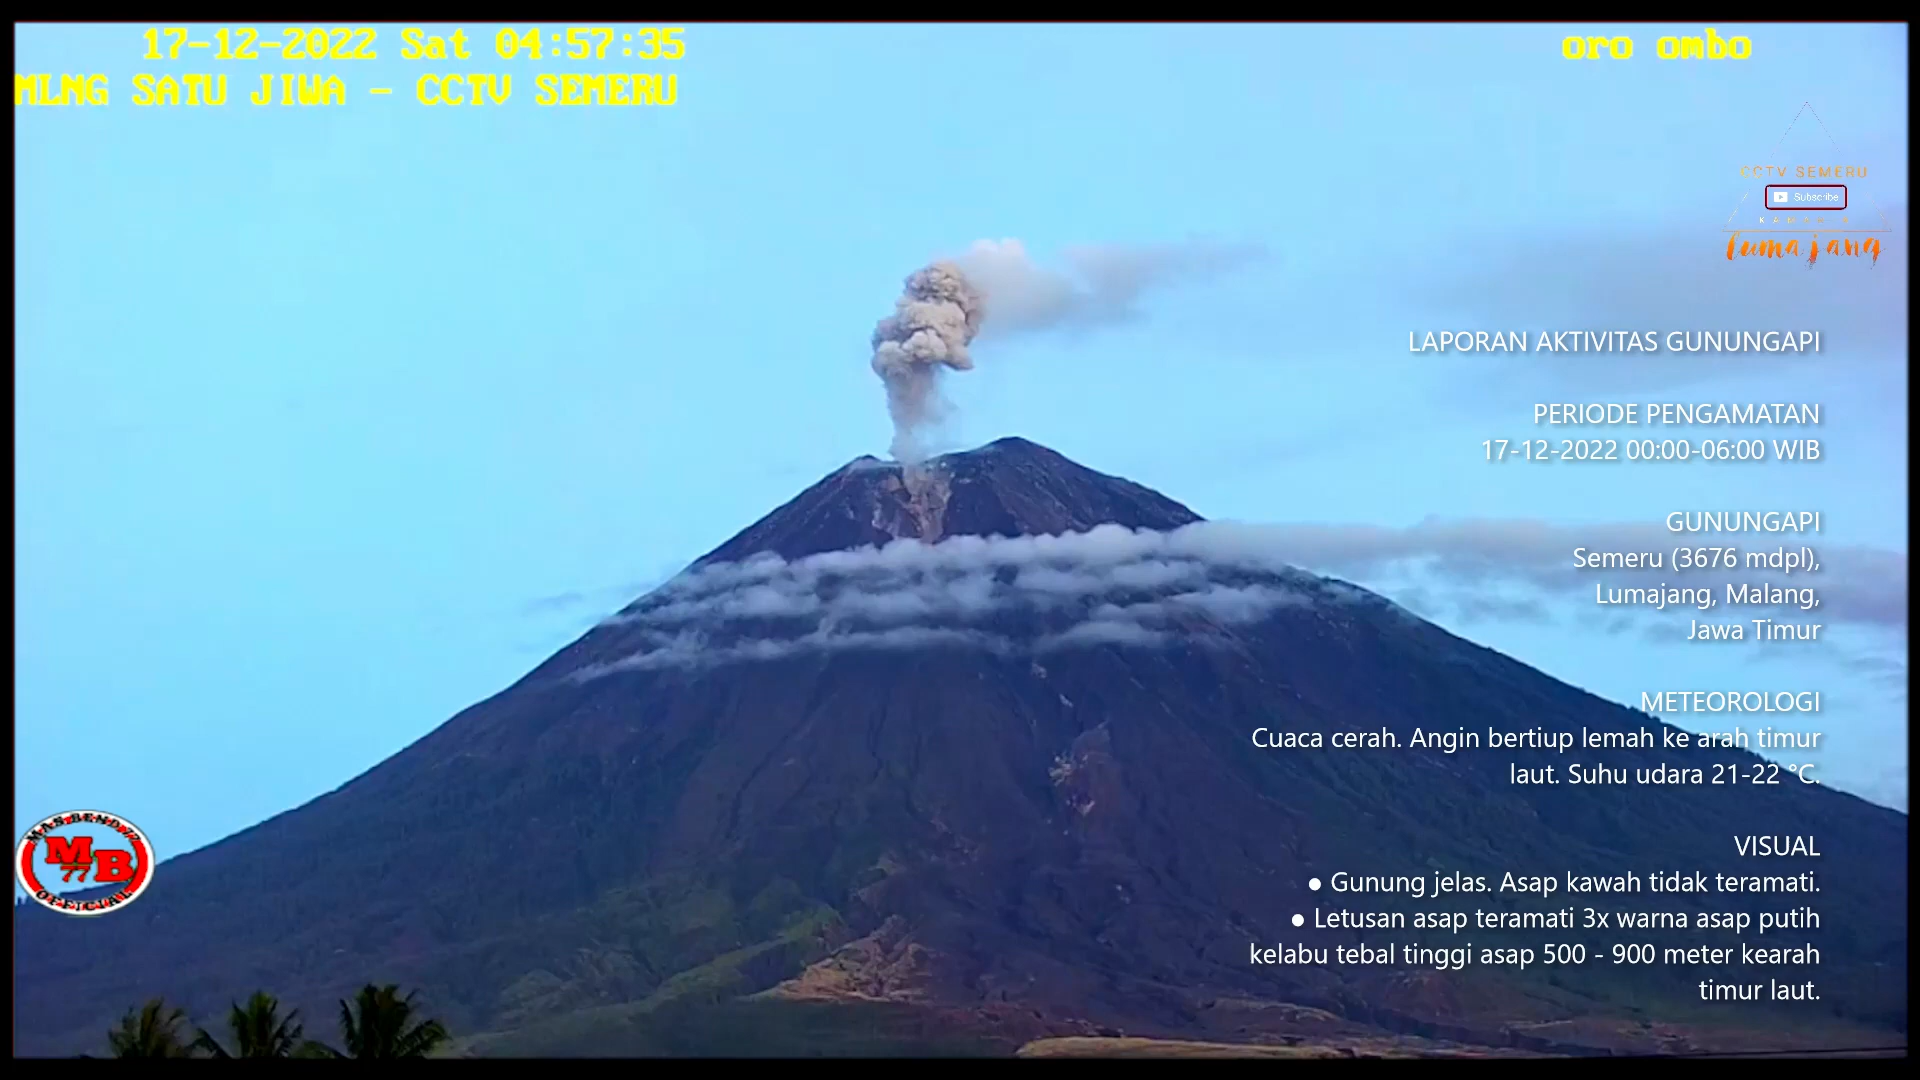 17-12-2022 Sat 04:57:35
oro ombo
MLNG SATU JIWA - CCTV SEMERU
CCTV SEMERU
Subscribe
Lumajang
LAPORAN AKTIVITAS GUNUNGAPI
PERIODE PENGAMATAN
17-12-2022 00:00-06:00 WIB
GUNUNGAPI
Semeru (3676 mdpl),
Lumajang, Malang,
Jawa Timur
METEOROLOGI
Cuaca cerah. Angin bertiup lemah ke arah timur
laut. Suhu udara 21-22 °C.
VISUAL
● Gunung jelas. Asap kawah tidak teramati.
● Letusan asap teramati 3x warna asap putih
kelabu tebal tinggi asap 500 - 900 meter kearah
timur laut.
MAS BEND 77
MB
77
OFFICIAL